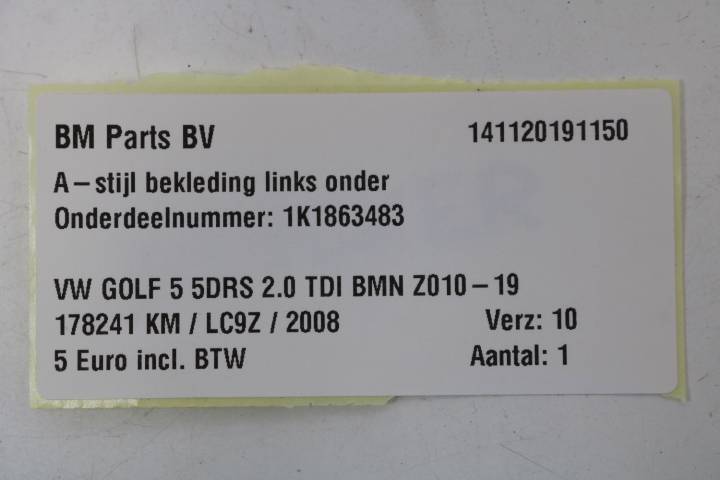 BM Parts BV 141120191150
A-stijl bekleding links onder
Onderdeelnummer: 1K1863483
VW GOLF 5 5DRS 2.0 TDI BMN Z010-19
178241 KM / LC9Z / 2008 Verz: 10
5 Euro incl. BTW Aantal: 1